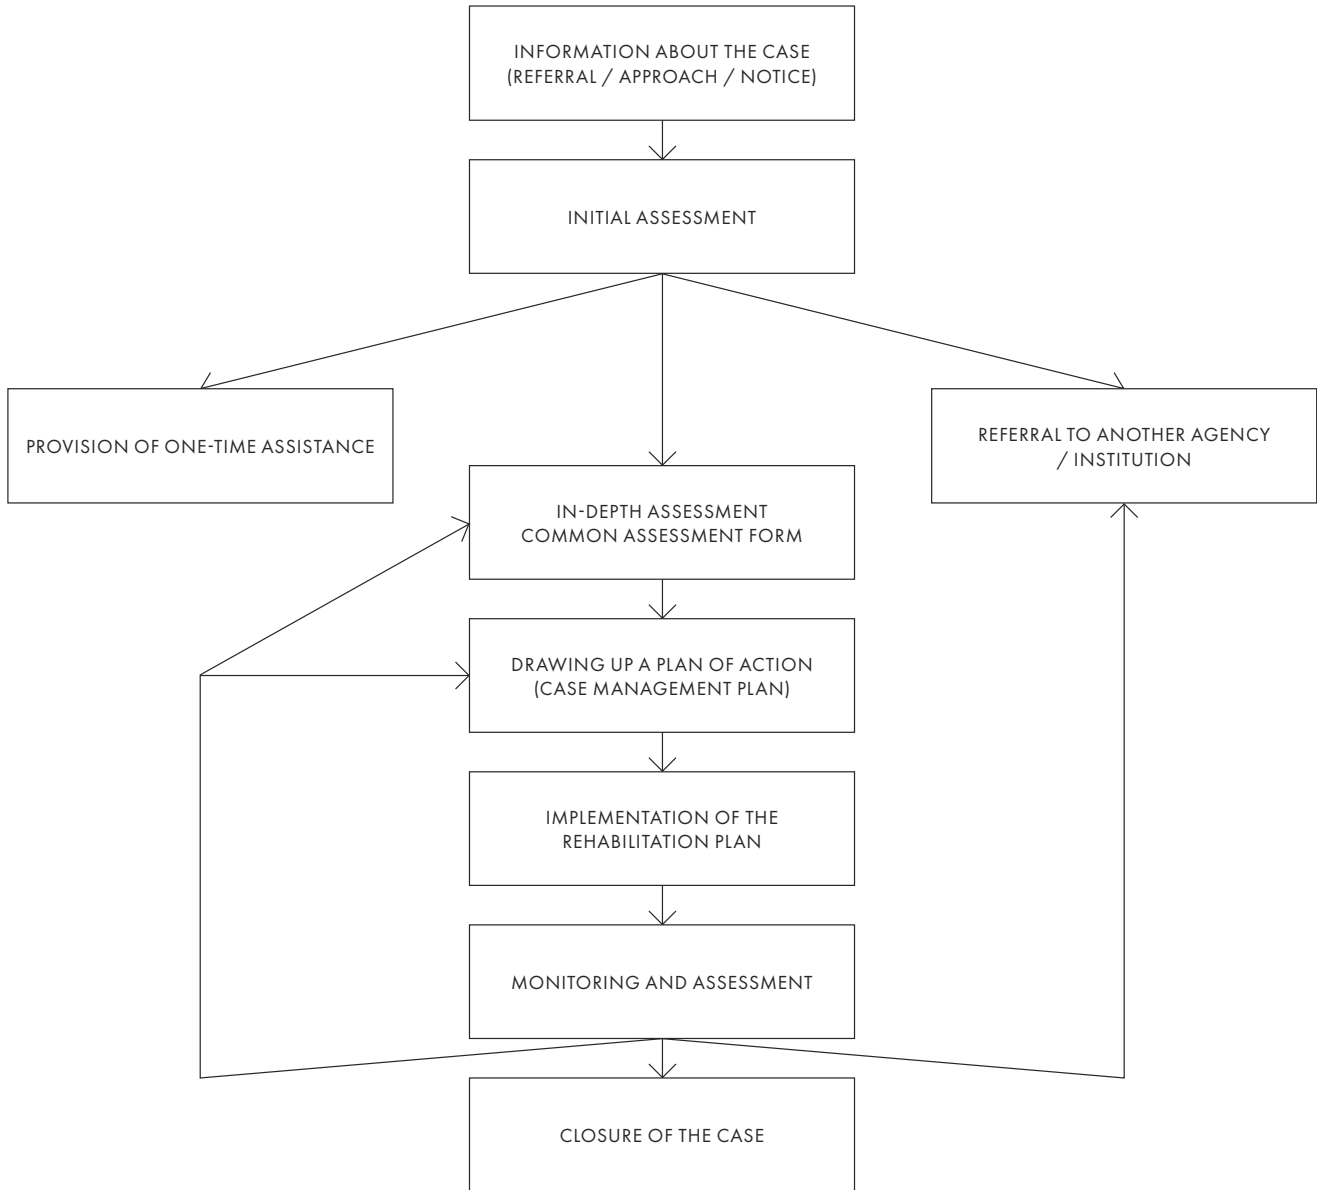 INFORMATION ABOUT THE CASE
(REFERRAL / APPROACH / NOTICE)
INITIAL ASSESSMENT
PROVISION OF ONE-TIME ASSISTANCE
REFERRAL TO ANOTHER AGENCY
/ INSTITUTION
IN-DEPTH ASSESSMENT
COMMON ASSESSMENT FORM
DRAWING UP A PLAN OF ACTION
(CASE MANAGEMENT PLAN)
IMPLEMENTATION OF THE
REHABILITATION PLAN
MONITORING AND ASSESSMENT
CLOSURE OF THE CASE